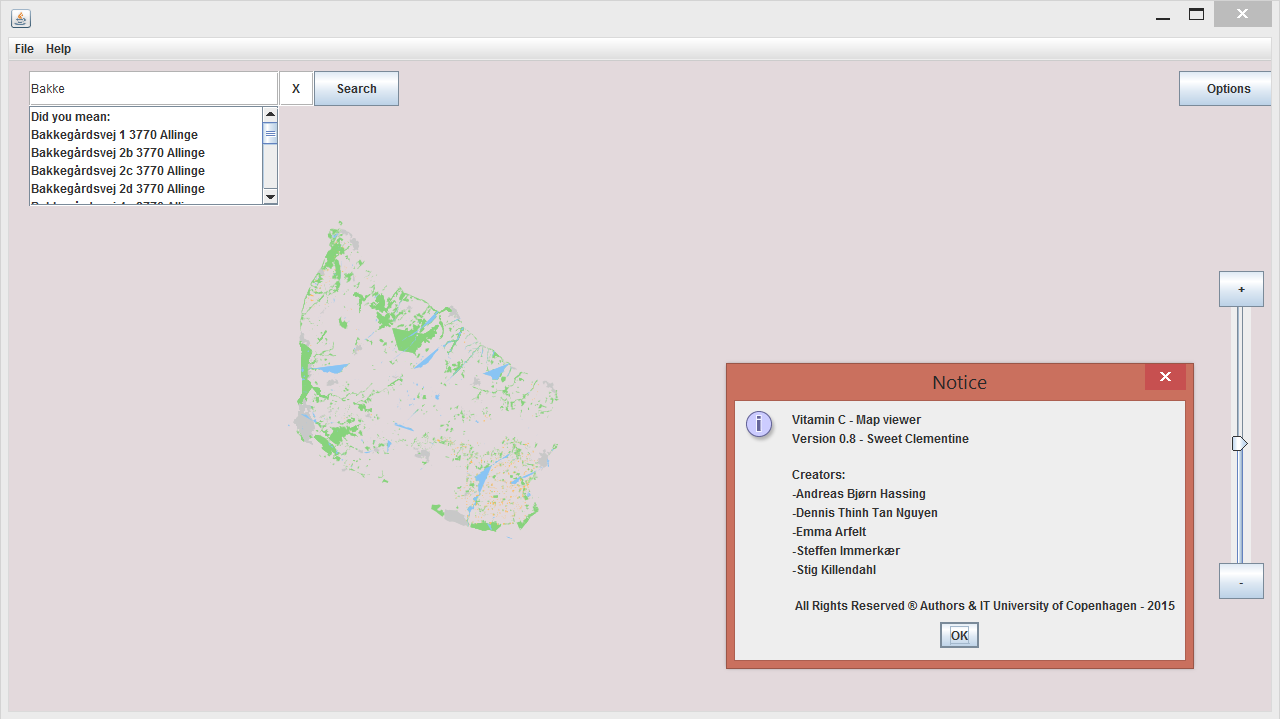 File Help
Bakke X Search Options
Did you mean:
Bakkegårdsvej 1 3770 Allinge
Bakkegårdsvej 2b 3770 Allinge
Bakkegårdsvej 2c 3770 Allinge
Bakkegårdsvej 2d 3770 Allinge
+
Notice
Vitamin C - Map viewer
Version 0.8 - Sweet Clementine
Creators:
-Andreas Bjørn Hassing
-Dennis Thinh Tan Nguyen
-Emma Arfelt
-Steffen Immerkær
-Stig Killendahl
-
All Rights Reserved ® Authors & IT University of Copenhagen - 2015
OK